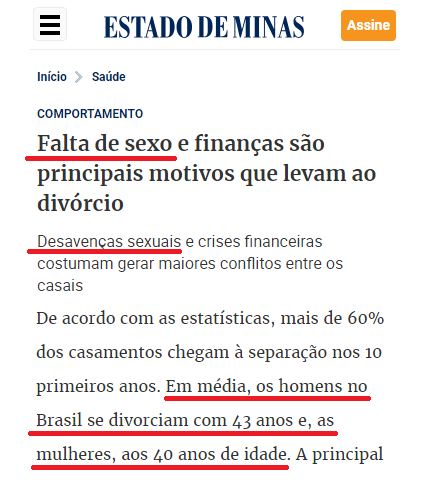 ESTADO DE MINAS
Assine
Início Saúde
COMPORTAMENTO
Falta de sexo e finanças são
principais motivos que levam ao
divórcio
Desavenças sexuais e crises financeiras
costumam gerar maiores conflitos entre os
casais
De acordo com as estatísticas, mais de 60%
dos casamentos chegam à separação nos 10
primeiros anos. Em média, os homens no
Brasil se divorciam com 43 anos e, as
mulheres, aos 40 anos de idade. A principal